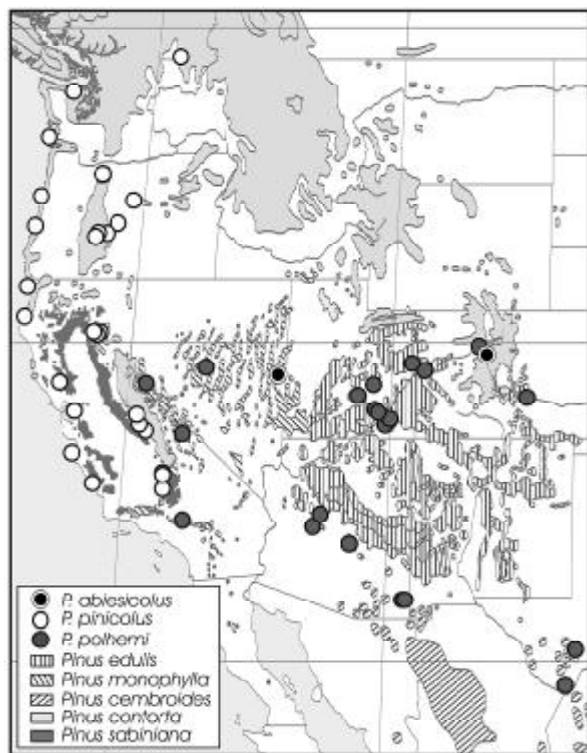 P. abiesicolus
P. pinicolus
P. polhemi
Pinus edulis
Pinus monophylla
Pinus cembroides
Pinus contorta
Pinus sabiniana